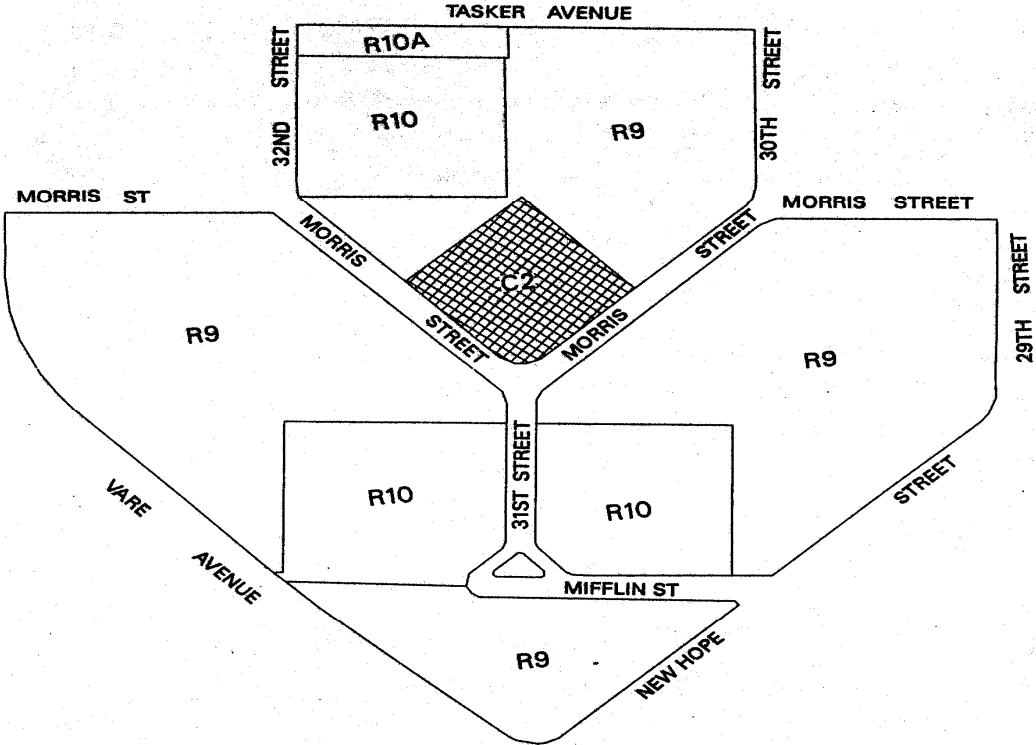 TASKER AVENUE
R10A
32ND STREET
R10
R9
30TH STREET
MORRIS ST
MORRIS STREET
MORRIS STREET
MORRIS STREET
C2
29TH STREET
R9
R9
31ST STREET
R10
R10
VARE AVENUE
MIFFLIN ST
R9
NEW HOPE STREET